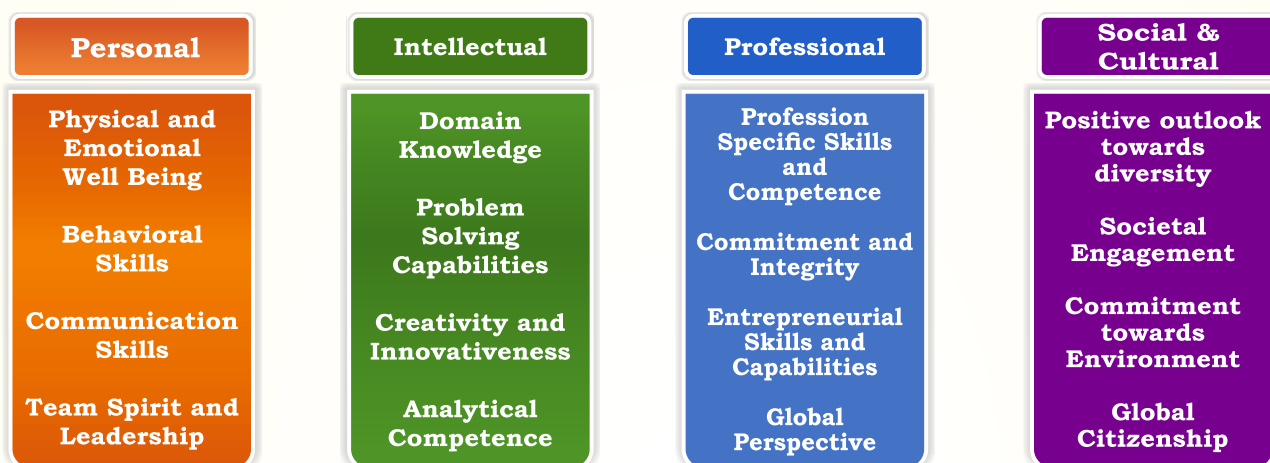 Personal
Physical and
Emotional
Well Being
Behavioral
Skills
Communication
Skills
Team Spirit and
Leadership
Intellectual
Domain
Knowledge
Problem
Solving
Capabilities
Creativity and
Innovativeness
Analytical
Competence
Professional
Profession
Specific Skills
and
Competence
Commitment and
Integrity
Entrepreneurial
Skills and
Capabilities
Global
Perspective
Social &
Cultural
Positive outlook
towards
diversity
Societal
Engagement
Commitment
towards
Environment
Global
Citizenship